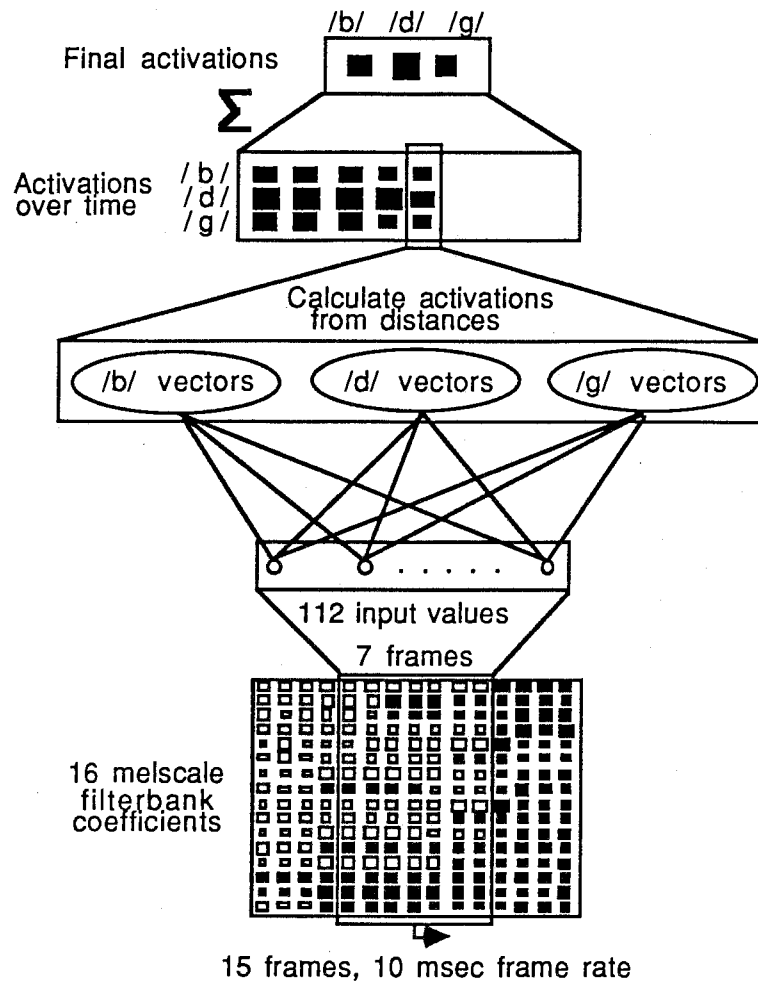 /b/ /d/ /g/
Final activations
Σ
Activations
over time
/b/
/d/
/g/
Calculate activations
from distances
/b/ vectors
/d/ vectors
/g/ vectors
. . . . .
112 input values
7 frames
16 melscale
filterbank
coefficients
15 frames, 10 msec frame rate